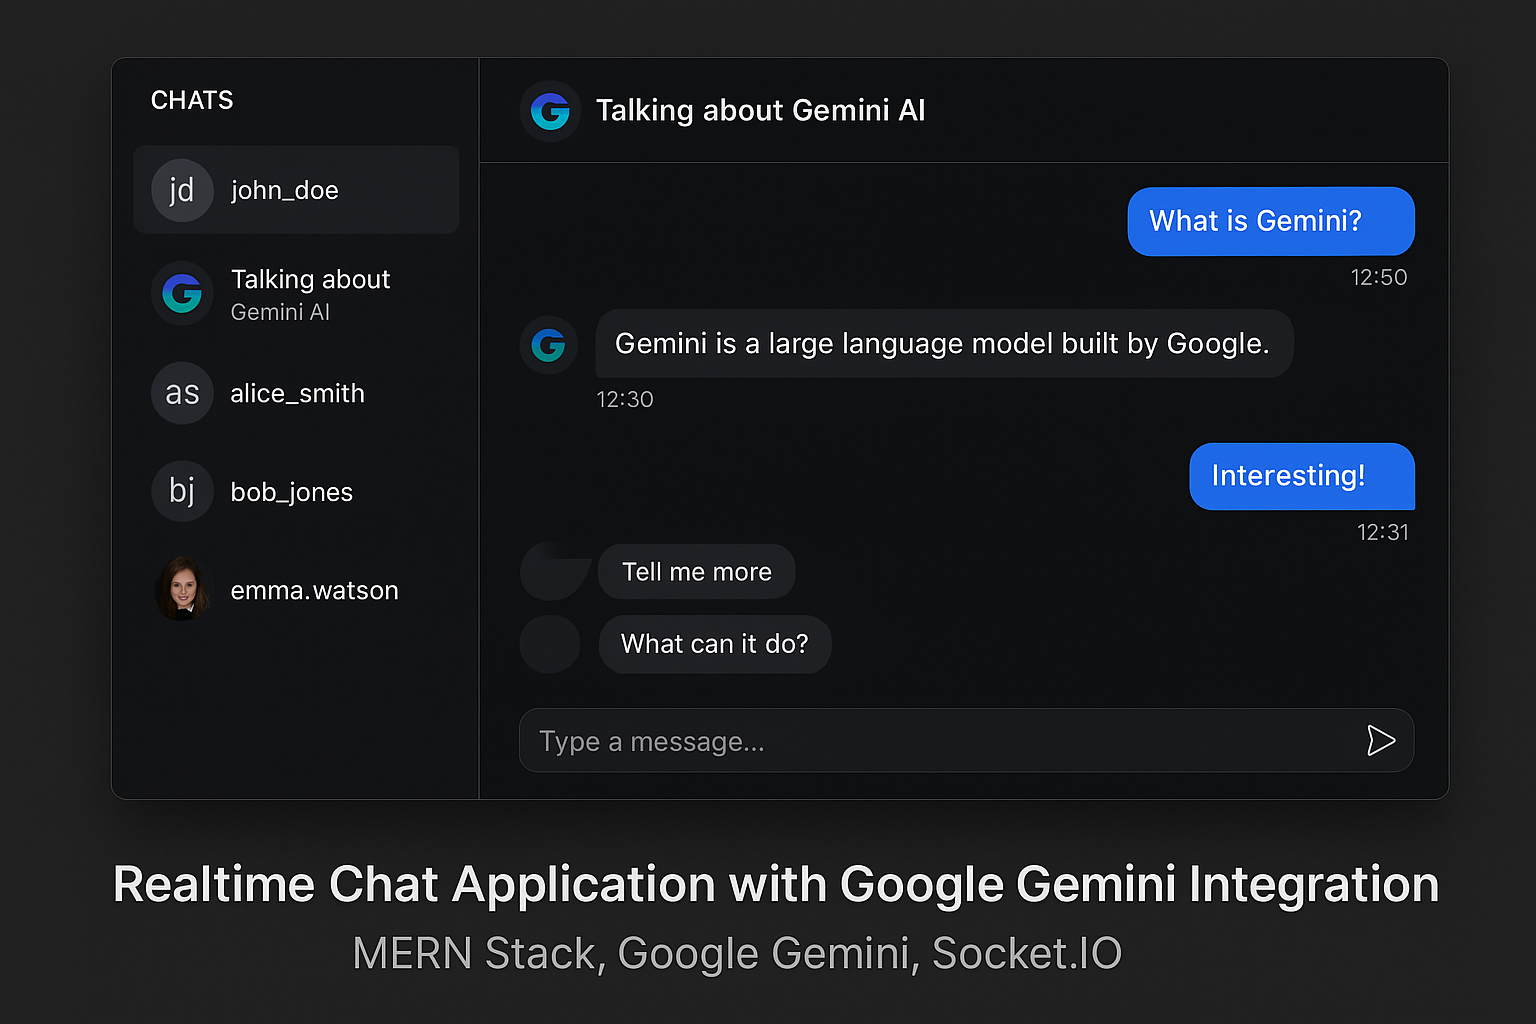 CHATS
jd
john_doe
Talking about
Gemini AI
as
alice_smith
bj
bob_jones
emma.watson
G
Talking about Gemini AI
What is Gemini?
12:50
Gemini is a large language model built by Google.
12:30
Interesting!
12:31
Tell me more
What can it do?
Type a message...
Realtime Chat Application with Google Gemini Integration
MERN Stack, Google Gemini, Socket.IO